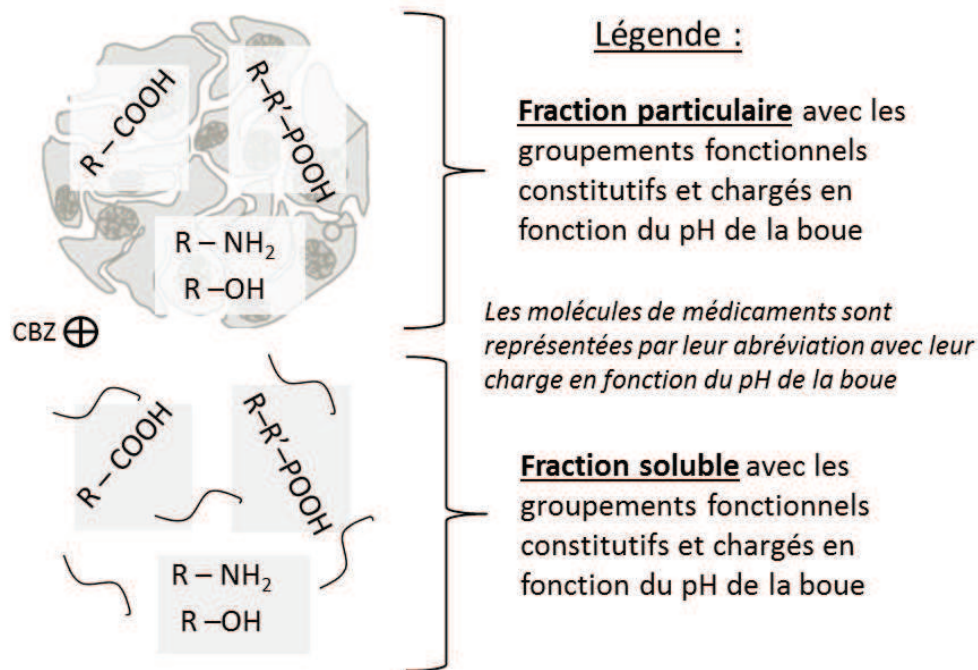 Légende :
R – COOH
R–R'–POOH
R – NH₂
R –OH
Fraction particulaire avec les
groupements fonctionnels
constitutifs et chargés en
fonction du pH de la boue
CBZ ⊕
Les molécules de médicaments sont
représentées par leur abréviation avec leur
charge en fonction du pH de la boue
R – COOH
R–R'–POOH
R – NH₂
R –OH
Fraction soluble avec les
groupements fonctionnels
constitutifs et chargés en
fonction du pH de la boue